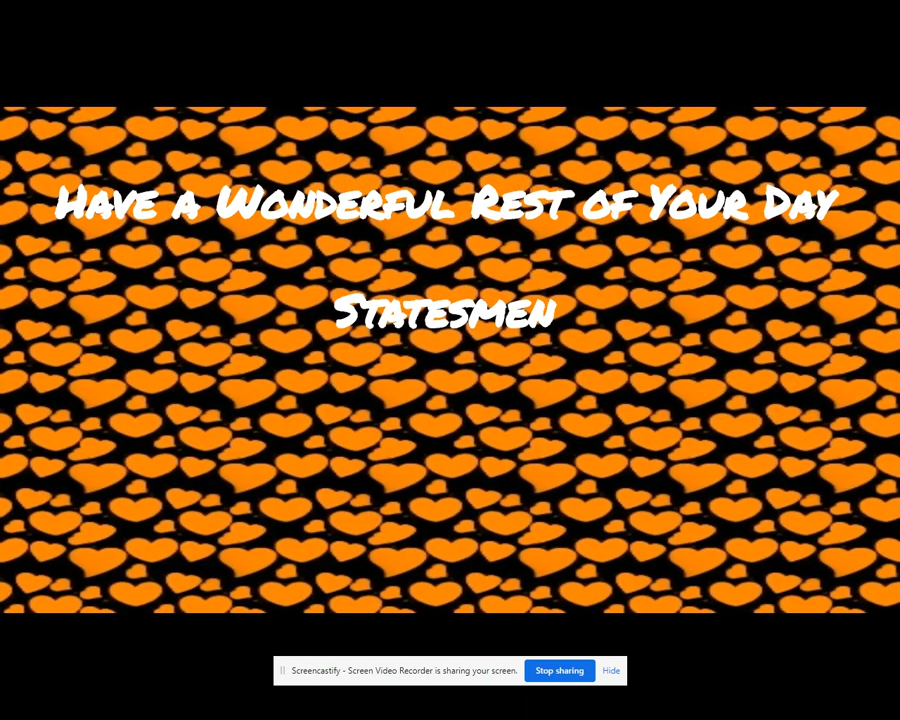 Have a Wonderful Rest of Your Day
Statesmen
Screencastify - Screen Video Recorder is sharing your screen. Stop sharing Hide